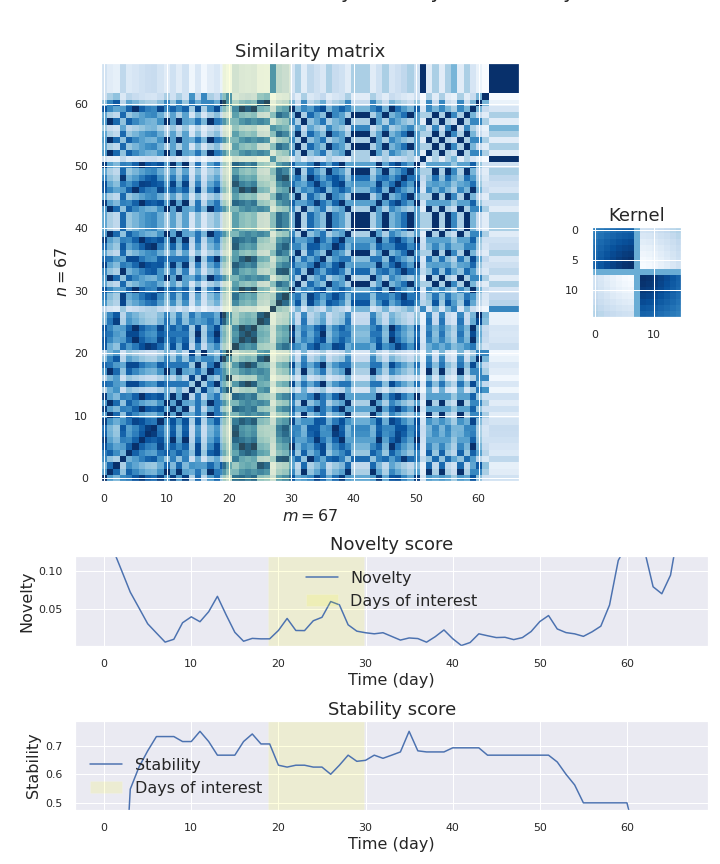 Similarity matrix
60
50
40
30
20
10
0
n = 67
0 10 20 30 40 50 60
m = 67
Kernel
0
5
10
0 10
Novelty score
0.10
0.05
Novelty
Novelty
Days of interest
0 10 20 30 40 50 60
Time (day)
Stability score
0.7
0.6
0.5
Stability
Stability
Days of interest
0 10 20 30 40 50 60
Time (day)